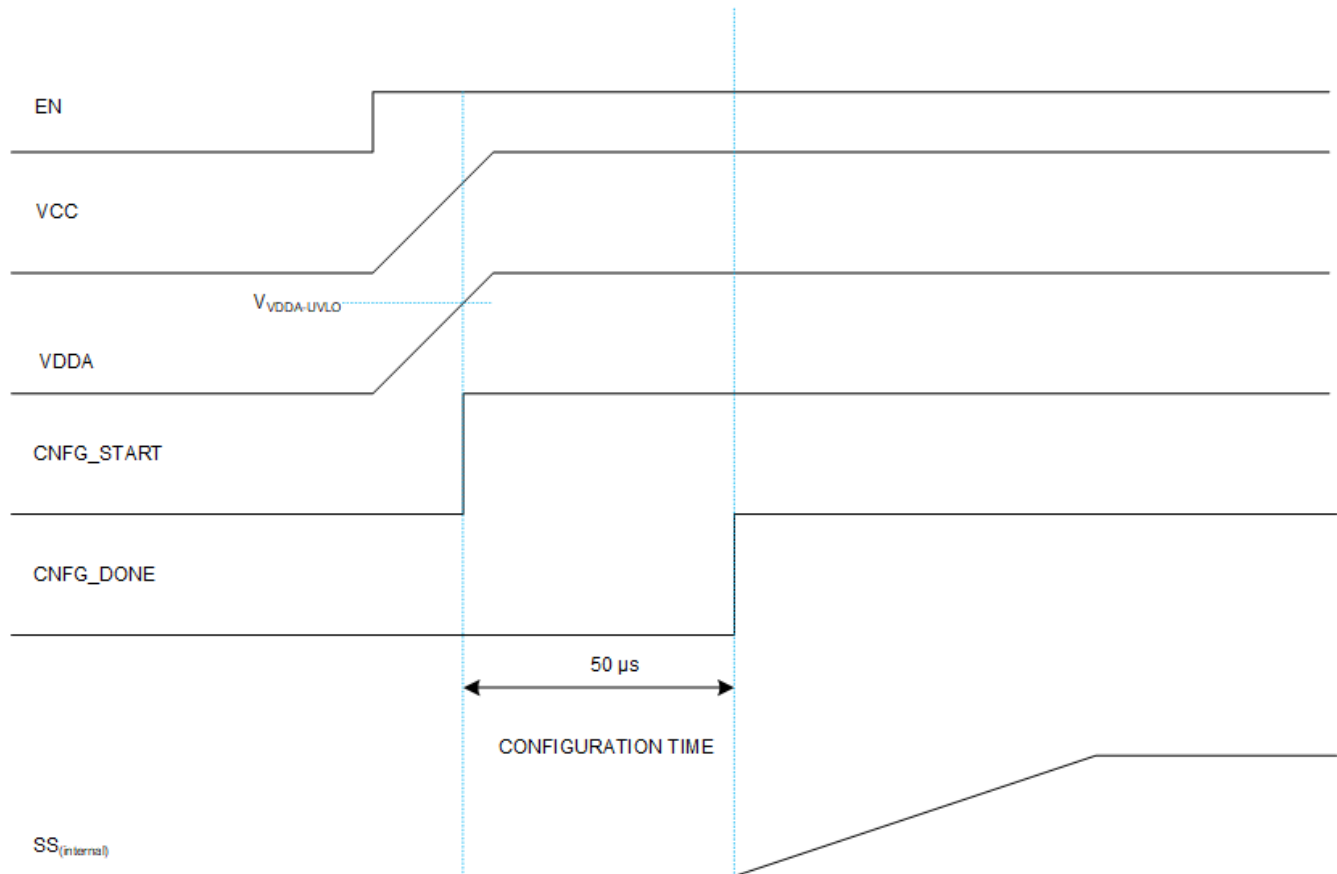 EN
VCC
VVDDA-UVLO
VDDA
CNFG_START
CNFG_DONE
50 µs
CONFIGURATION TIME
SS(internal)